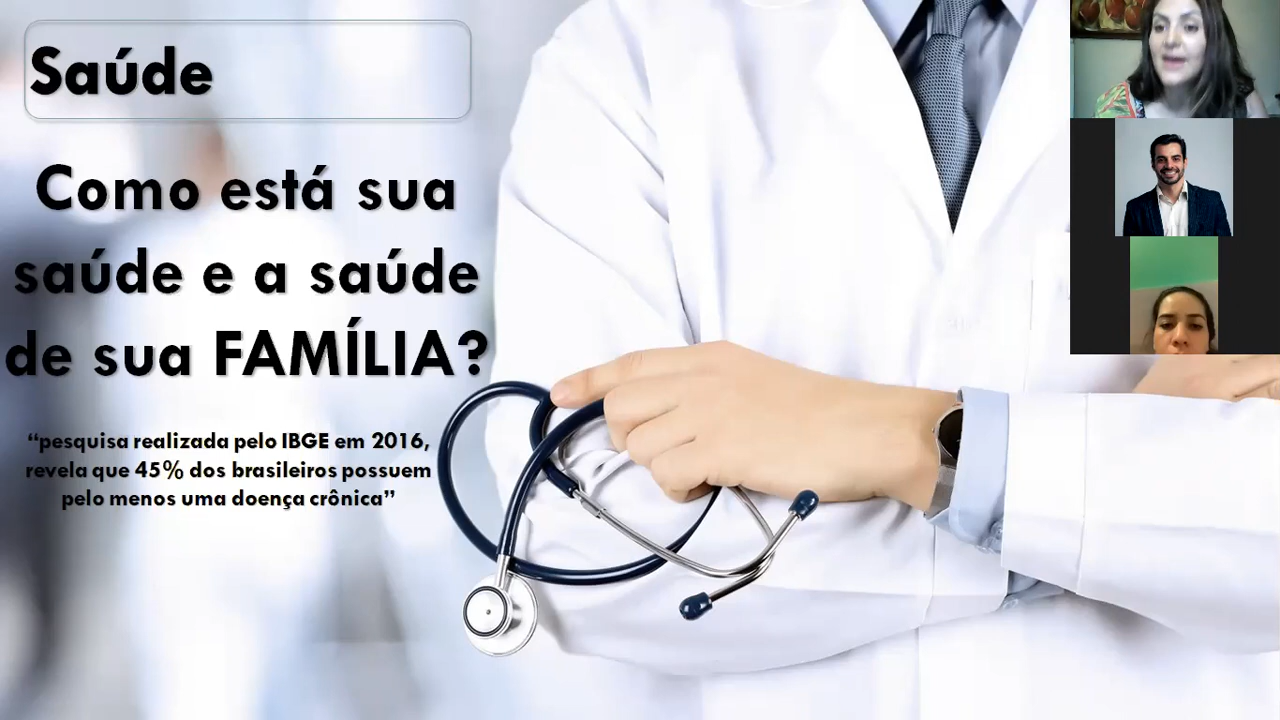 Saúde
Como está sua
saúde e a saúde
de sua FAMÍLIA?
“pesquisa realizada pelo IBGE em 2016,
revela que 45% dos brasileiros possuem
pelo menos uma doença crônica”